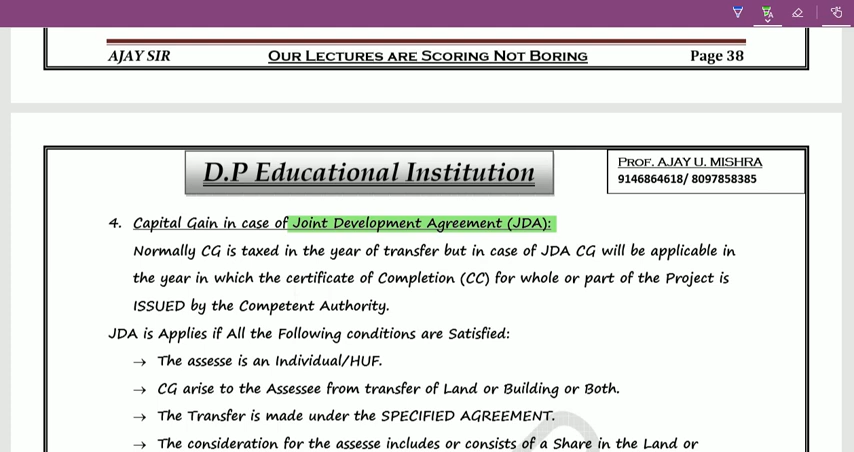 AJAY SIR OUR LECTURES ARE SCORING NOT BORING Page 38
D.P Educational Institution
PROF. AJAY U. MISHRA
9146864618/ 8097858385
4. Capital Gain in case of Joint Development Agreement (JDA):
Normally CG is taxed in the year of transfer but in case of JDA CG will be applicable in
the year in which the certificate of Completion (CC) for whole or part of the Project is
ISSUED by the Competent Authority.
JDA is Applies if All the Following conditions are Satisfied:
→ The assesse is an Individual/HUF.
→ CG arise to the Assessee from transfer of Land or Building or Both.
→ The Transfer is made under the SPECIFIED AGREEMENT.
→ The consideration for the assesse includes or consists of a Share in the Land or